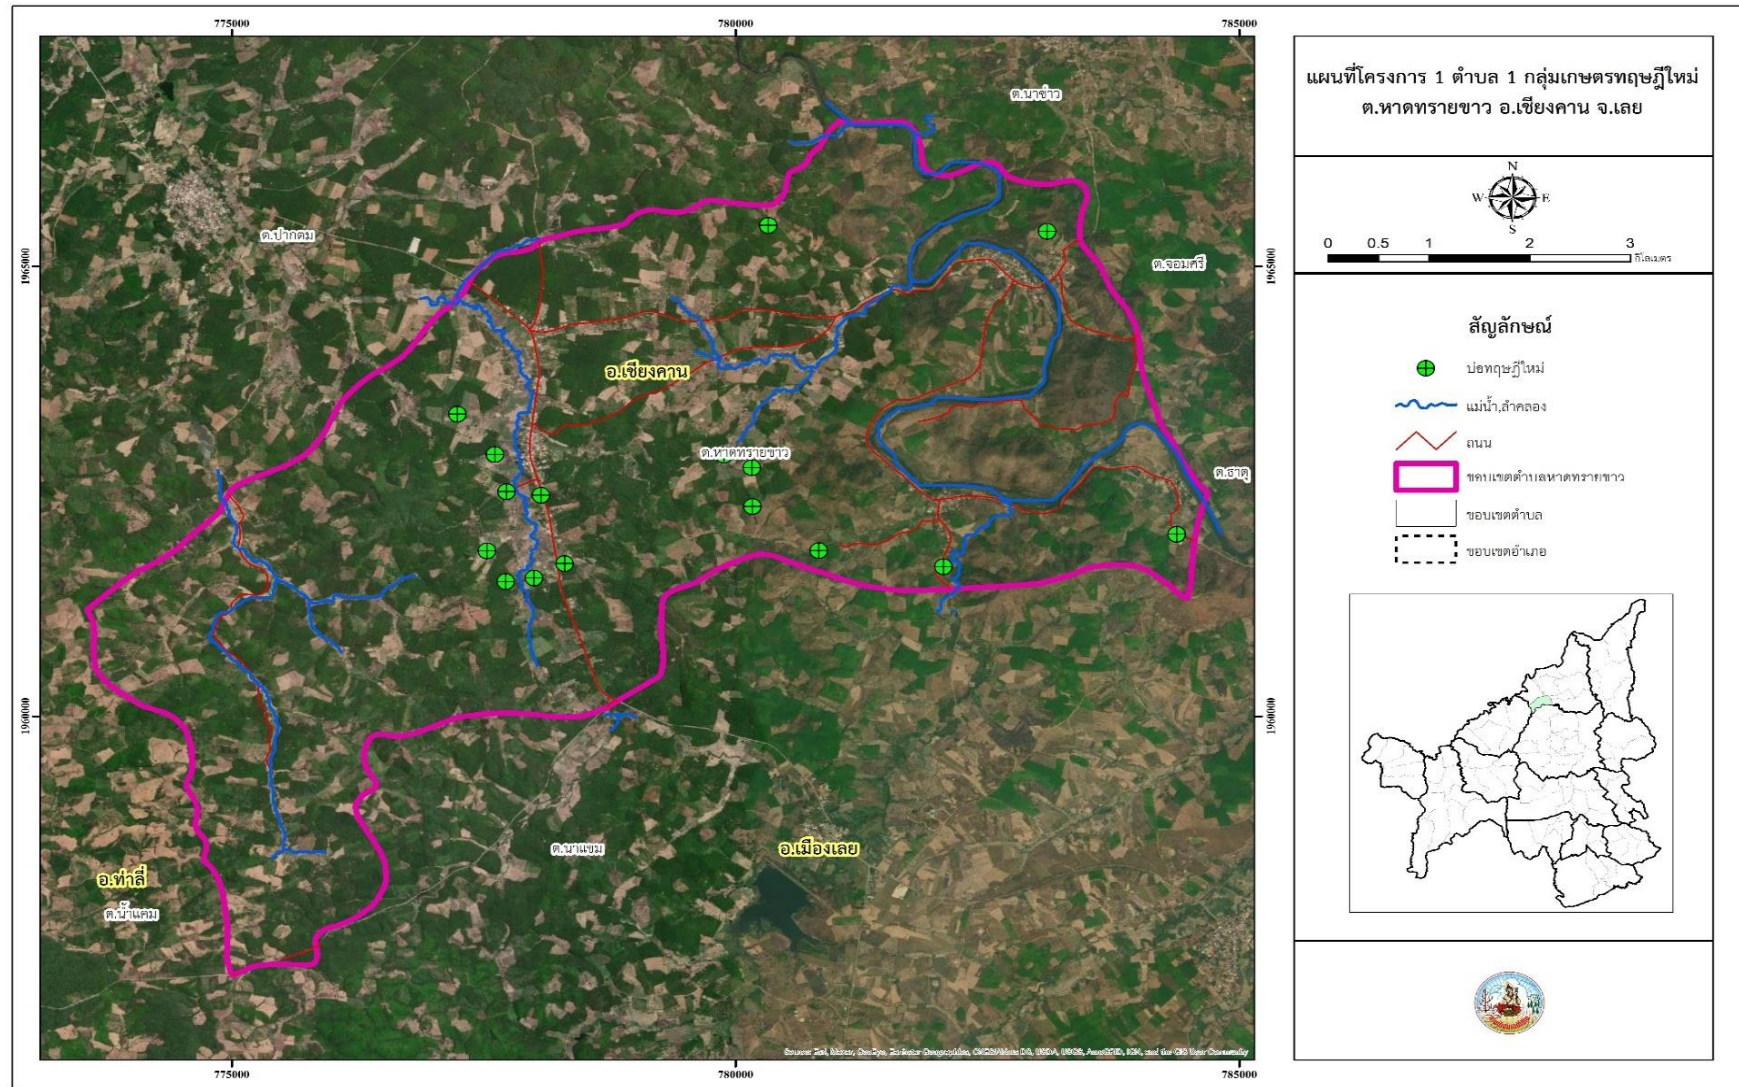 775000
780000
785000
1965000
1965000
1960000
1960000
775000
780000
785000
ต.นาซ่าว
ต.ปากตม
ต.จอมศรี
อ.เชียงคาน
ต.หาดทรายขาว
ต.ธาตุ
ต.นาแขม
อ.เมืองเลย
อ.ท่าลี่
ต.น้ำแคม
แผนที่โครงการ 1 ตำบล 1 กลุ่มเกษตรทฤษฎีใหม่
ต.หาดทรายขาว อ.เชียงคาน จ.เลย
N
W E
S
0 0.5 1 2 3
กิโลเมตร
สัญลักษณ์
บ่อทฤษฎีใหม่
แม่น้ำ,ลำคลอง
ถนน
ขอบเขตตำบลหาดทรายขาว
ขอบเขตตำบล
ขอบเขตอำเภอ